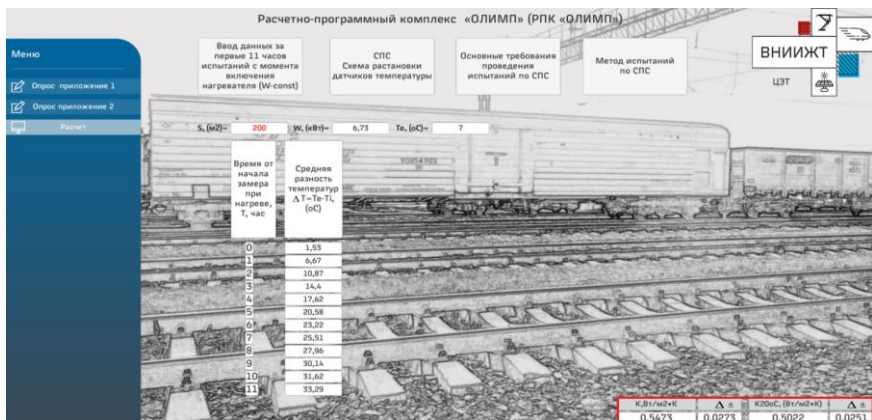 Расчетно-программный комплекс «ОЛИМП» (РПК «ОЛИМП»)
Меню
Опрос приложение 1
Опрос приложение 2
Расчет
Ввод данных за
первые 11 часов
испытаний с момента
включения
нагревателя (W-const)
СПС
Схема растановки
датчиков температуры
Основные требования
проведения
испытаний по СПС
Метод испытаний
по СПС
ВНИИЖТ
ЦЭТ
S, (м2)= 200 W, (кВт)= 6,73 Te, (оС)= 7
Время от
начала
замера
при
нагреве,
Т, час
Средняя
разность
температур
Δ T=Te-Ti,
(оС)
0 1,53
1 6,67
2 10,87
3 14,4
4 17,62
5 20,58
6 23,22
7 25,51
8 27,96
9 30,14
10 31,62
11 33,29
К,Вт/м2*К Δ ± К20оС, (Вт/м2*К) Δ ±
0.5473 0.0273 0.5022 0.0251